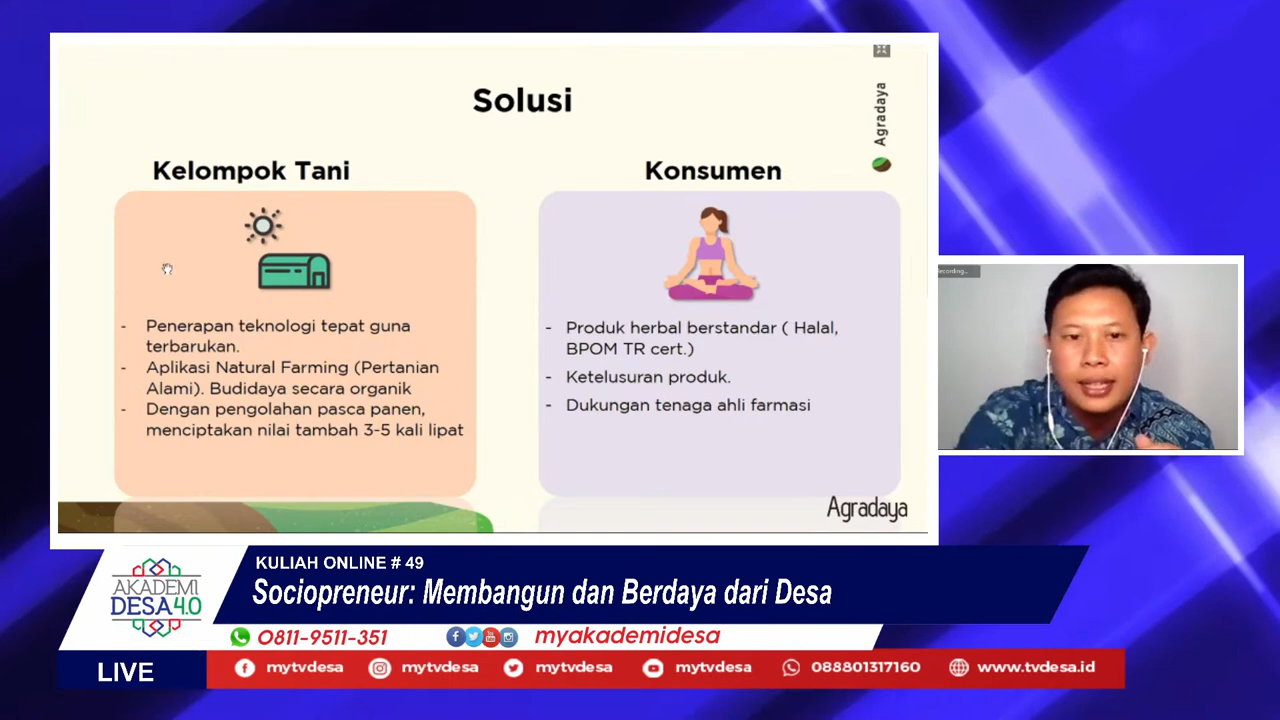 Solusi
Agradaya
Kelompok Tani
- Penerapan teknologi tepat guna
terbarukan.
- Aplikasi Natural Farming (Pertanian
Alami). Budidaya secara organik
- Dengan pengolahan pasca panen,
menciptakan nilai tambah 3-5 kali lipat
Konsumen
- Produk herbal berstandar ( Halal,
BPOM TR cert.)
- Ketelusuran produk.
- Dukungan tenaga ahli farmasi
Agradaya
ecording...
AKADEMI
DESA 4.0
KULIAH ONLINE # 49
Sociopreneur: Membangun dan Berdaya dari Desa
0811-9511-351
myakademidesa
LIVE
mytvdesa mytvdesa mytvdesa mytvdesa 088801317160 www.tvdesa.id